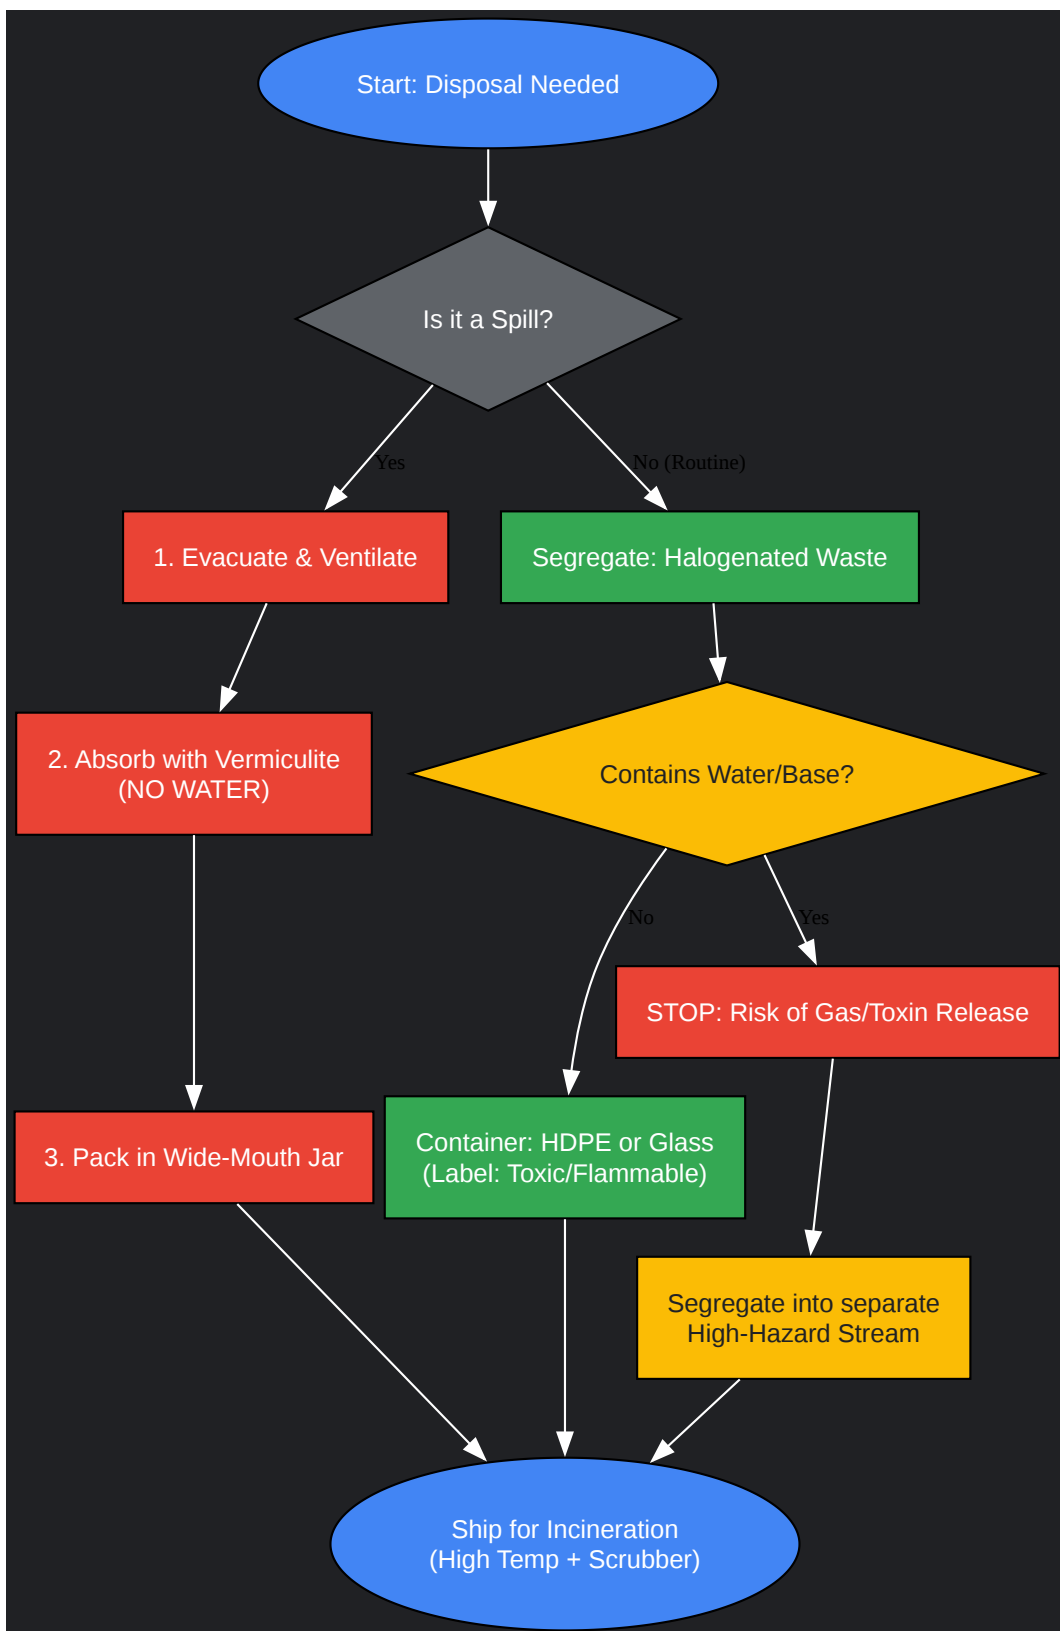 Start: Disposal Needed
Is it a Spill?
Yes
No (Routine)
1. Evacuate & Ventilate
Segregate: Halogenated Waste
2. Absorb with Vermiculite
(NO WATER)
Contains Water/Base?
No
Yes
STOP: Risk of Gas/Toxin Release
3. Pack in Wide-Mouth Jar
Container: HDPE or Glass
(Label: Toxic/Flammable)
Segregate into separate
High-Hazard Stream
Ship for Incineration
(High Temp + Scrubber)